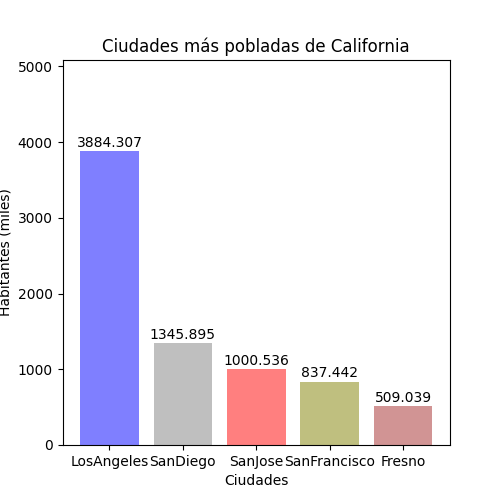 Ciudades más pobladas de California
Habitantes (miles)
5000
4000
3000
2000
1000
0
3884.307
1345.895
1000.536
837.442
509.039
LosAngeles SanDiego SanJose SanFrancisco Fresno
Ciudades